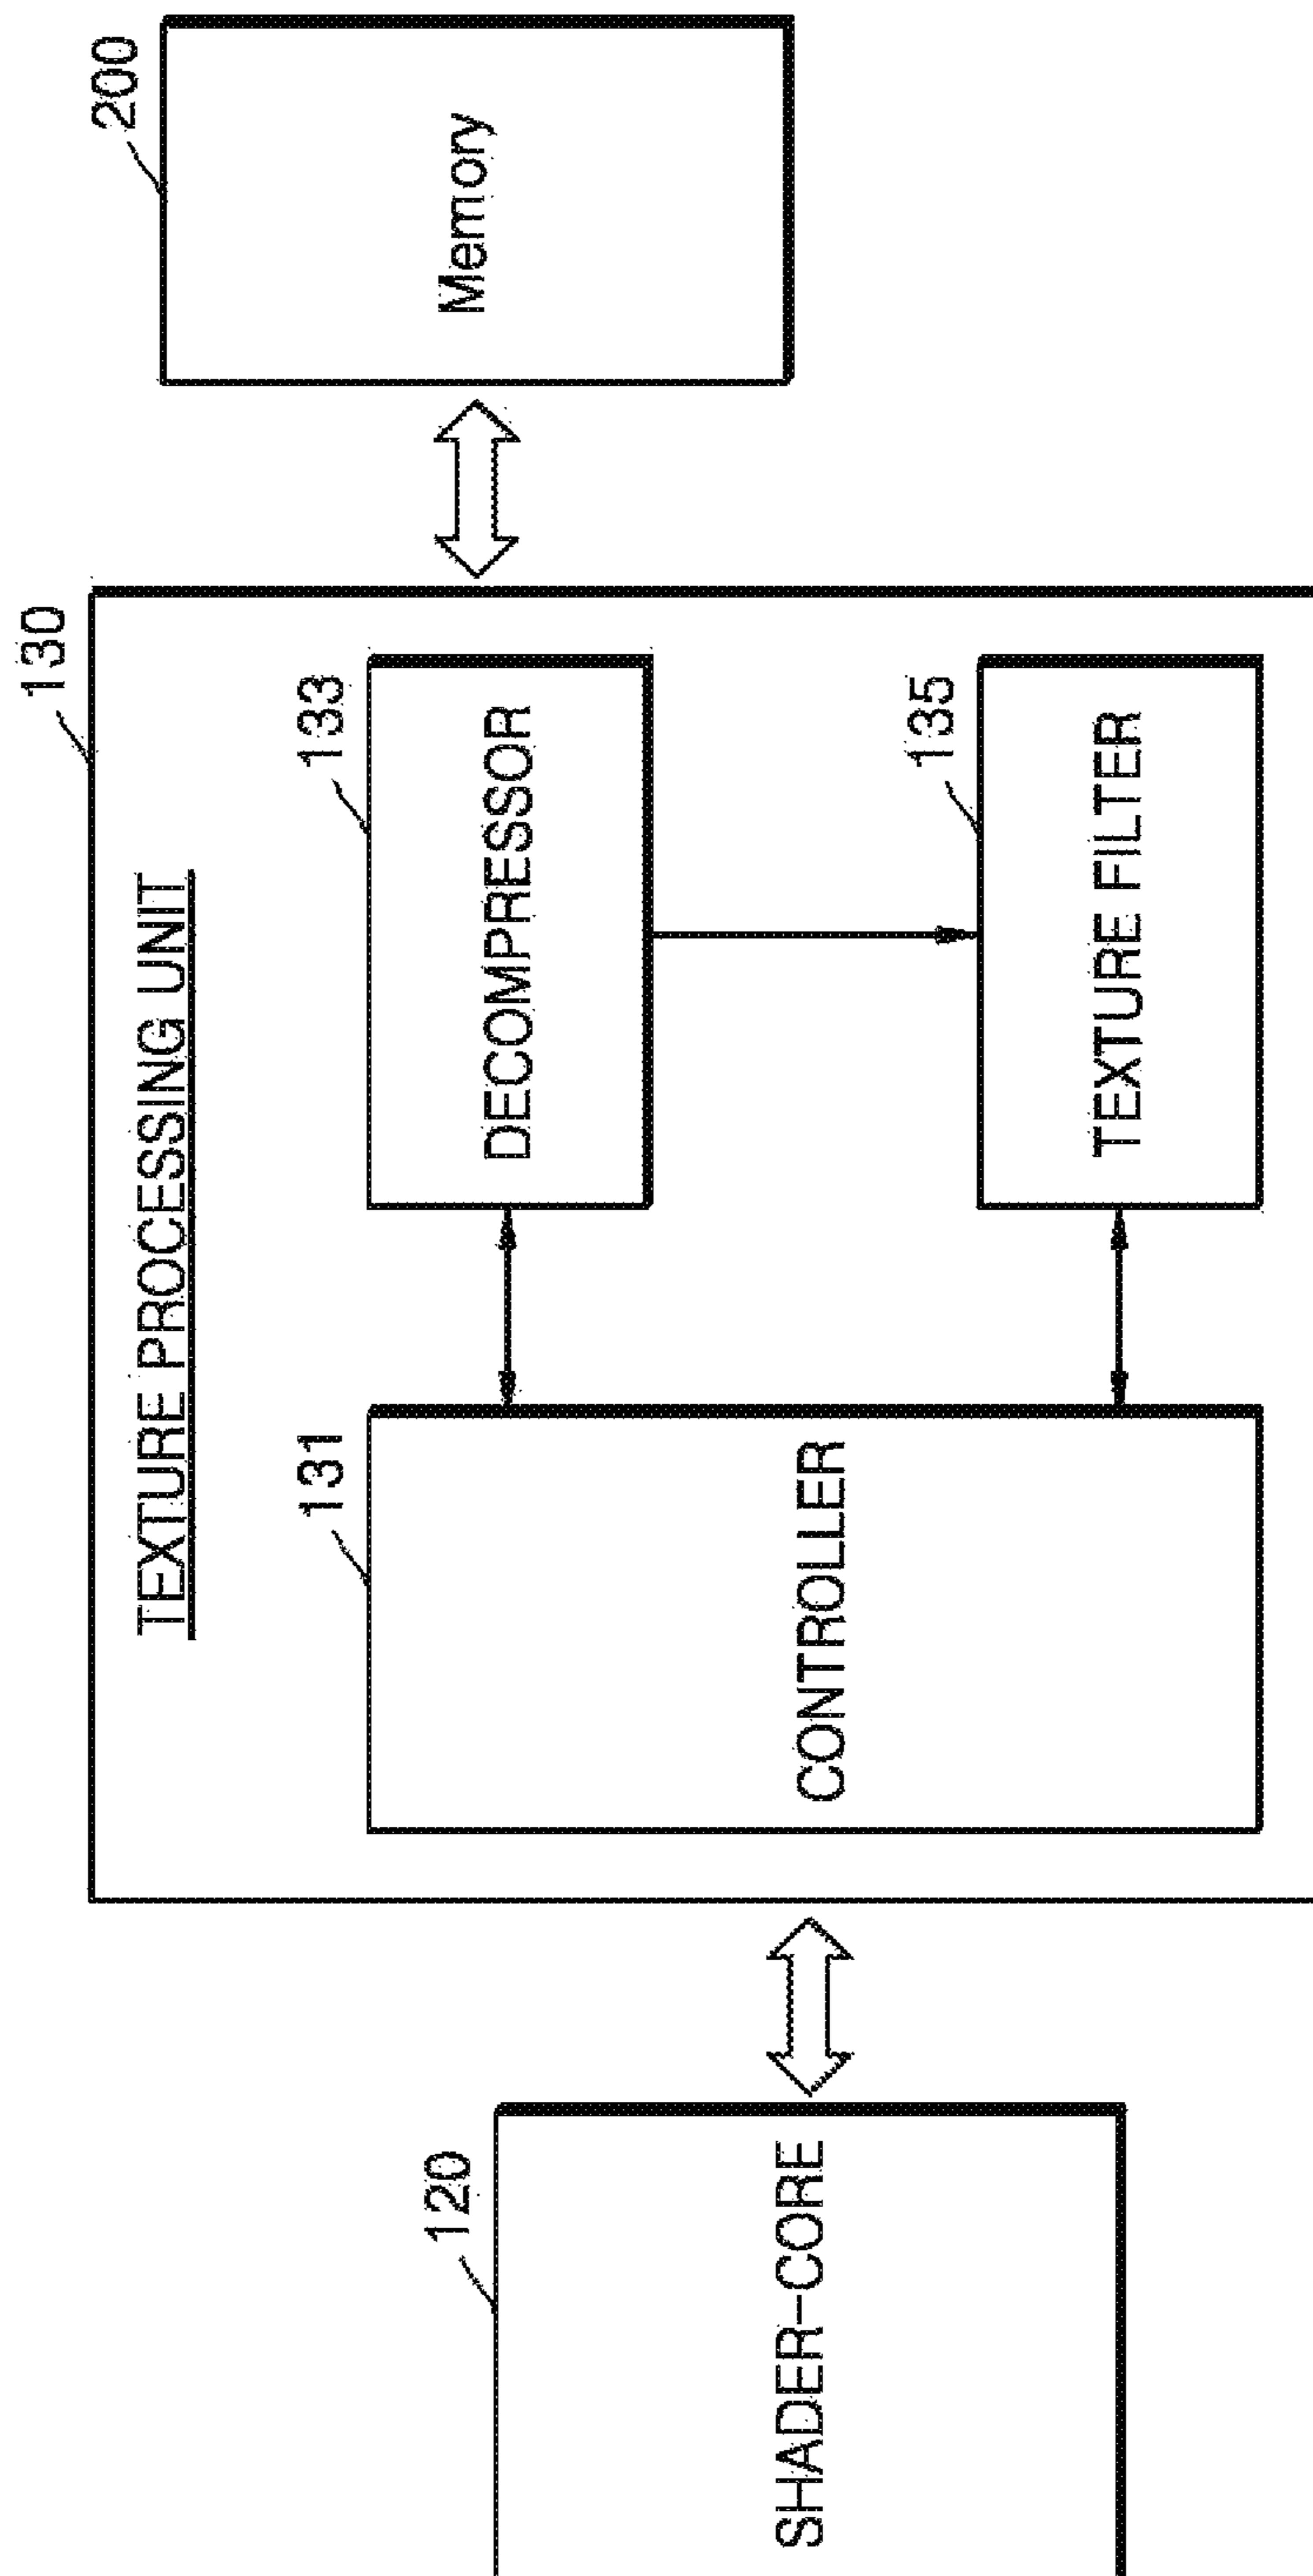 130
TEXTURE PROCESSING UNIT
120
SHADER-CORE
131
CONTROLLER
133
DECOMPRESSOR
135
TEXTURE FILTER
200
Memory